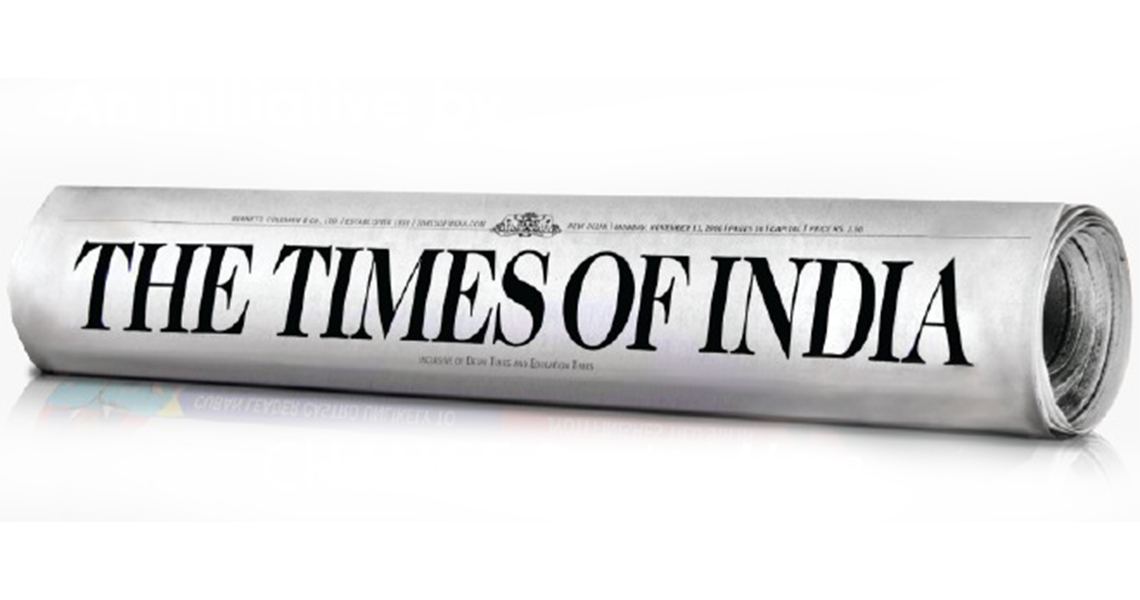 BENNETT, COLEMAN & CO., LTD. | ESTABLISHED 1838 | TIMESOFINDIA.COM NEW DELHI | MONDAY, NOVEMBER 13, 2006 | PAGES 38 | CAPITAL | PRICE RS. 2.50
THE TIMES OF INDIA
INCLUSIVE OF DELHI TIMES AND EDUCATION TIMES